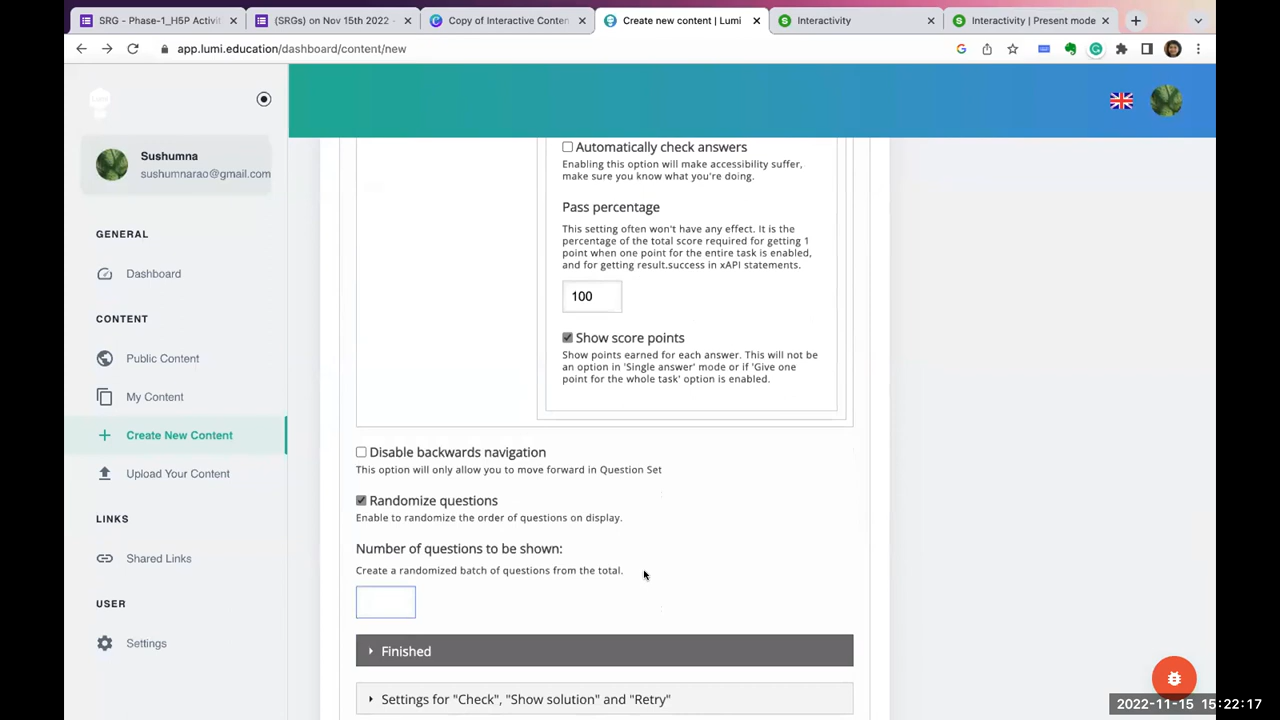 SRG - Phase-1_H5P Activit
(SRGs) on Nov 15th 2022 -
Copy of Interactive Conten
Create new content | Lumi
Interactivity
Interactivity | Present mode
app.lumi.education/dashboard/content/new
Sushumna
sushumnarao@gmail.com
GENERAL
Dashboard
CONTENT
Public Content
My Content
Create New Content
Upload Your Content
LINKS
Shared Links
USER
Settings
Automatically check answers
Enabling this option will make accessibility suffer,
make sure you know what you're doing.
Pass percentage
This setting often won't have any effect. It is the
percentage of the total score required for getting 1
point when one point for the entire task is enabled,
and for getting result.success in xAPI statements.
100
Show score points
Show points earned for each answer. This will not be
an option in 'Single answer' mode or if 'Give one
point for the whole task' option is enabled.
Disable backwards navigation
This option will only allow you to move forward in Question Set
Randomize questions
Enable to randomize the order of questions on display.
Number of questions to be shown:
Create a randomized batch of questions from the total.
Finished
Settings for "Check", "Show solution" and "Retry"
2022-11-15 15:22:17